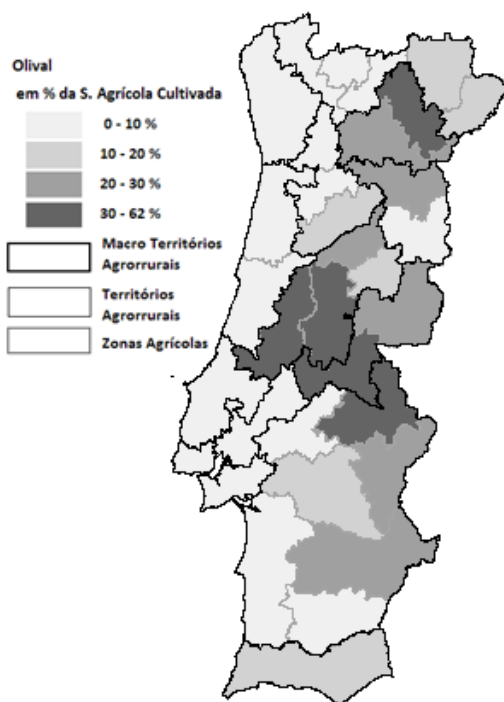 Olival
em % da S. Agrícola Cultivada
0 - 10 %
10 - 20 %
20 - 30 %
30 - 62 %
Macro Territórios
Agrorrurais
Territórios
Agrorrurais
Zonas Agrícolas